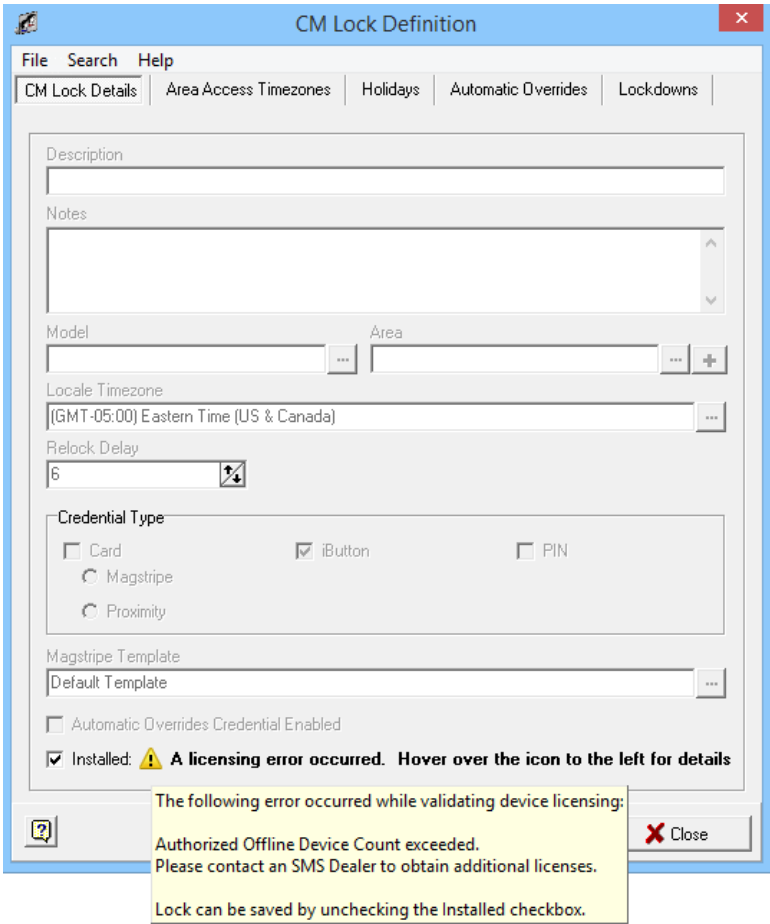 CM Lock Definition
File Search Help
CM Lock Details Area Access Timezones Holidays Automatic Overrides Lockdowns
Description
Notes
Model Area
... ... +
Locale Timezone
(GMT-05:00) Eastern Time (US & Canada) ...
Relock Delay
6
Credential Type
Card iButton PIN
Magstripe
Proximity
Magstripe Template
Default Template ...
Automatic Overrides Credential Enabled
Installed: A licensing error occurred. Hover over the icon to the left for details
The following error occurred while validating device licensing:
Authorized Offline Device Count exceeded.
Please contact an SMS Dealer to obtain additional licenses.
Lock can be saved by unchecking the Installed checkbox.
? Close